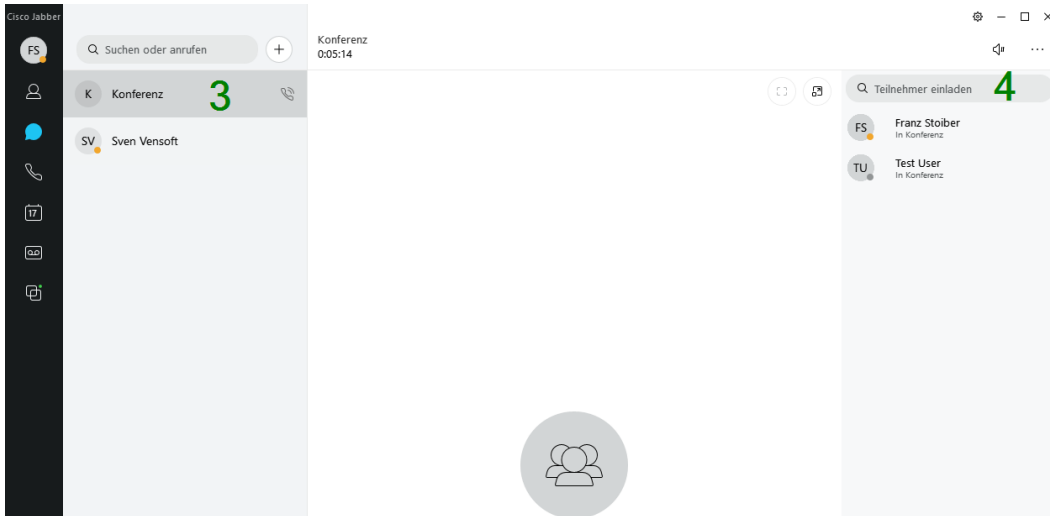 Cisco Jabber
FS
Suchen oder anrufen
Konferenz
0:05:14
K Konferenz 3
SV Sven Vensoft
17
Teilnehmer einladen 4
FS Franz Stoiber
In Konferenz
TU Test User
In Konferenz